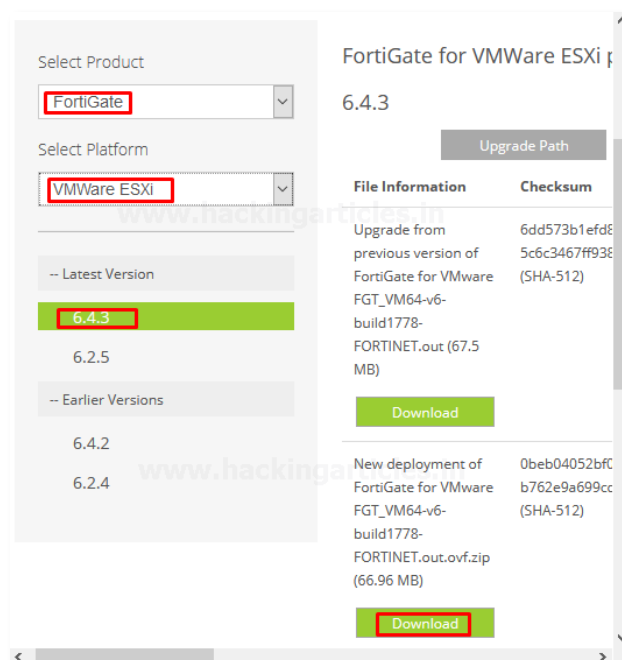 Select Product
FortiGate
Select Platform
VMWare ESXi
-- Latest Version
6.4.3
6.2.5
-- Earlier Versions
6.4.2
6.2.4
FortiGate for VMWare ESXi
6.4.3
Upgrade Path
File Information Checksum
Upgrade from 6dd573b1efd8
previous version of 5c6c3467ff938
FortiGate for VMware (SHA-512)
FGT_VM64-v6-
build1778-
FORTINET.out (67.5
MB)
Download
New deployment of 0beb04052bf0
FortiGate for VMware b762e9a699cc
FGT_VM64-v6- (SHA-512)
build1778-
FORTINET.out.ovf.zip
(66.96 MB)
Download
www.hackingarticles.in
www.hackingarticles.in